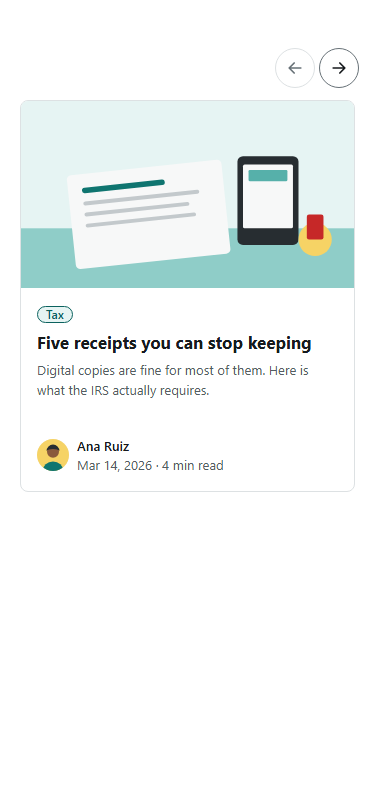 Tax
Five receipts you can stop keeping
Digital copies are fine for most of them. Here is
what the IRS actually requires.
Ana Ruiz
Mar 14, 2026 · 4 min read